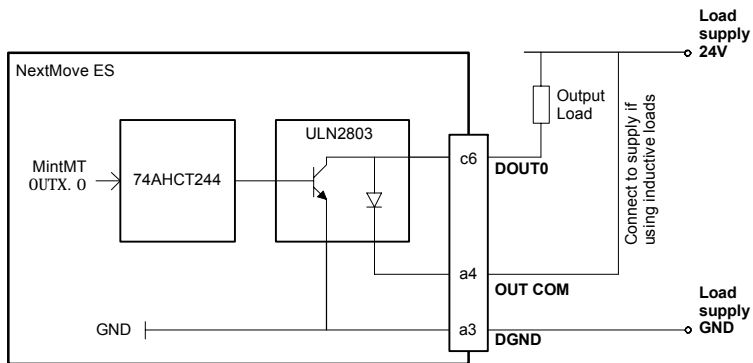 Load
supply
24V
NextMove ES
Output
Load
Connect to supply if
using inductive loads
ULN2803
74AHCT244
MintMT
OUTX.0
c6
DOUT0
a4
OUT COM
Load
supply
GND
GND
a3
DGND